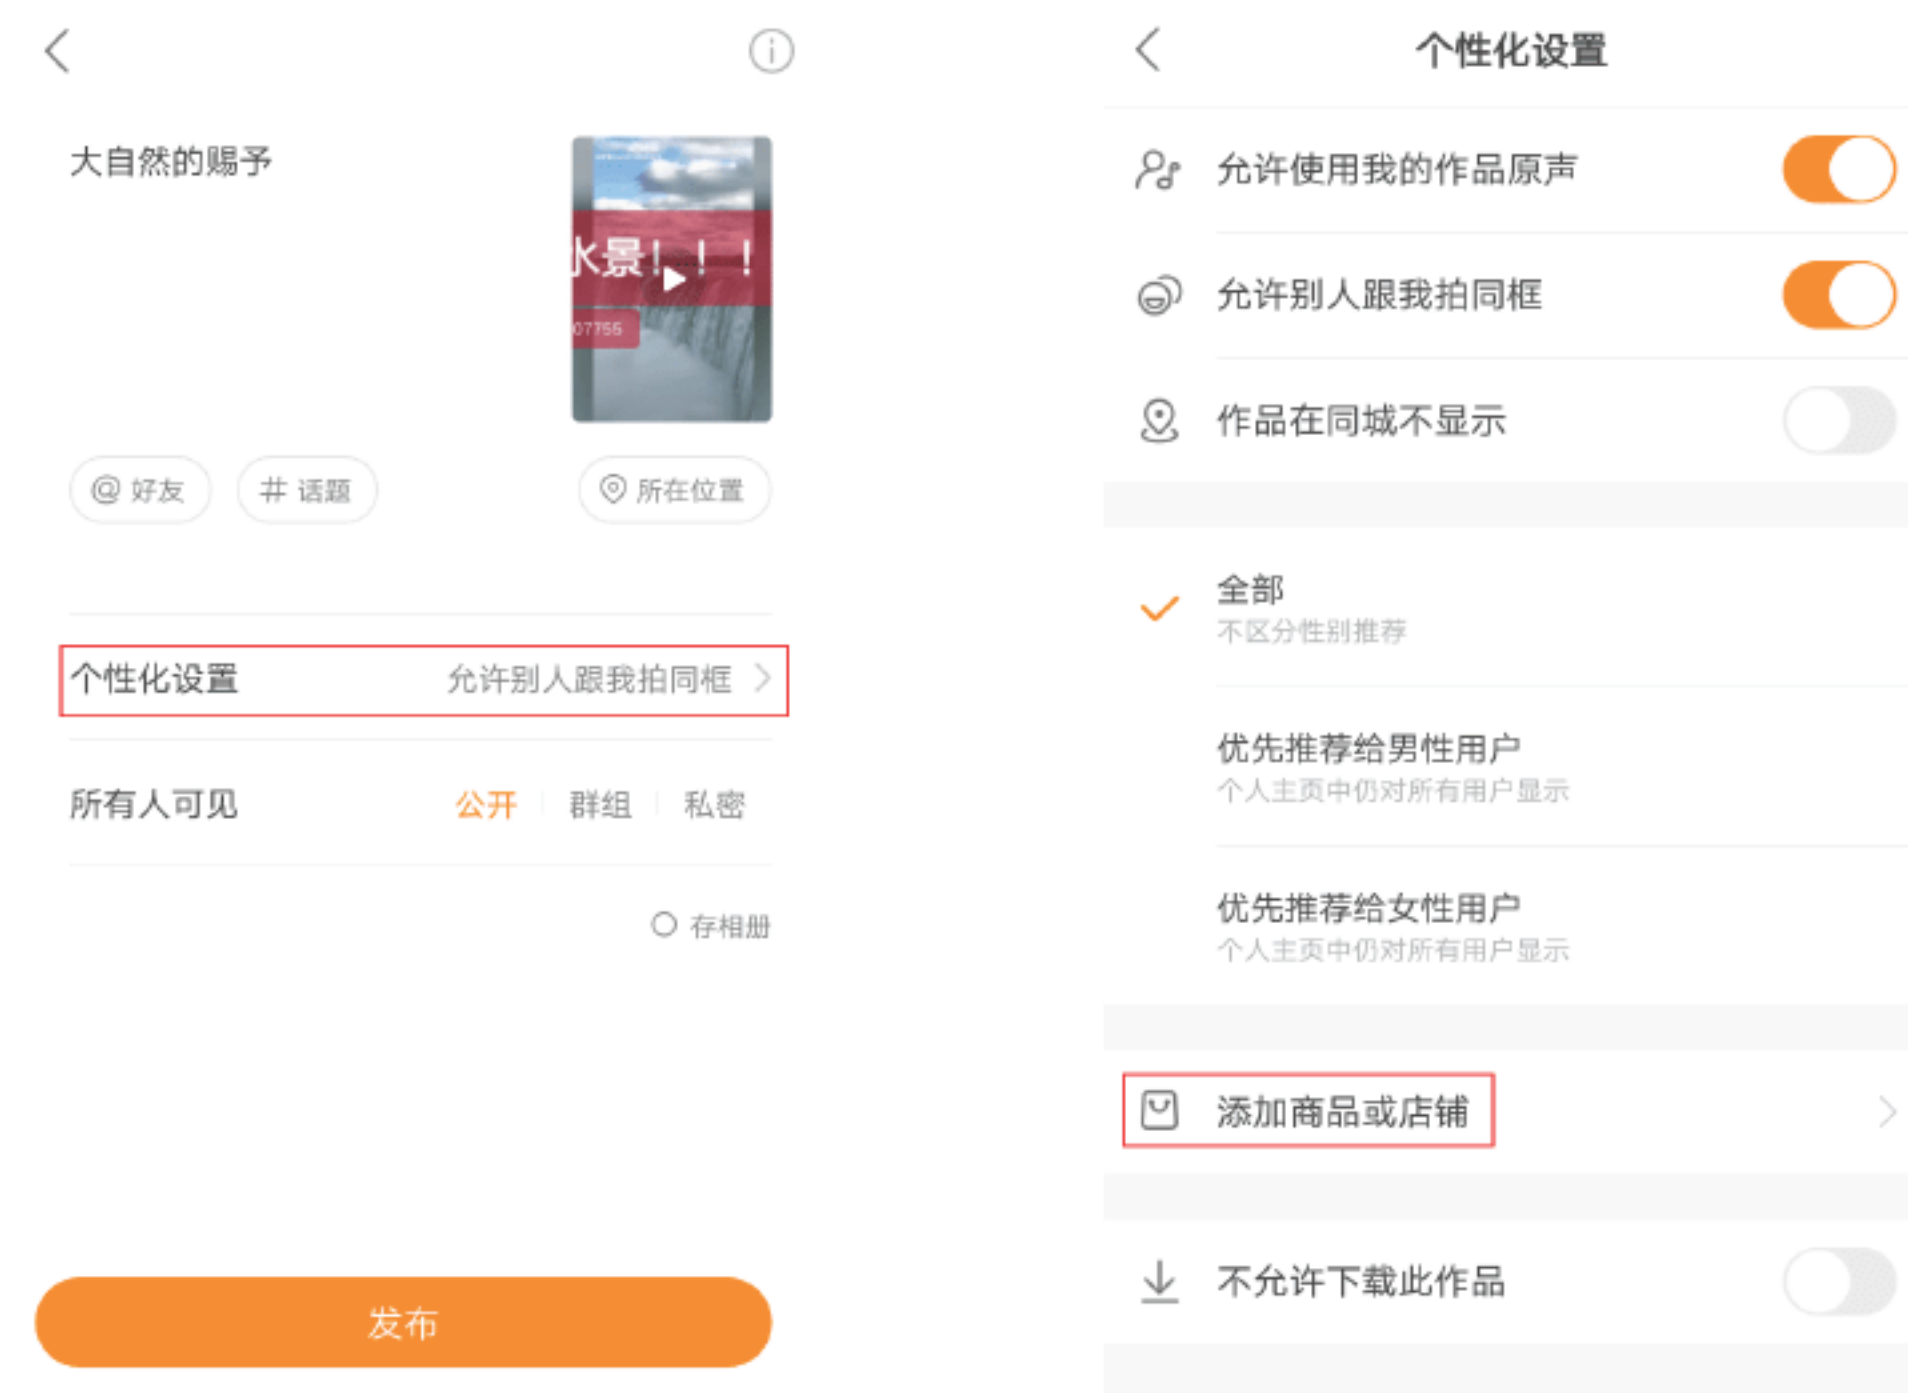 大自然的赐予
水景！！！
07755
@ 好友
# 话题
所在位置
个性化设置 允许别人跟我拍同框
所有人可见 公开 群组 私密
存相册
发布
个性化设置
允许使用我的作品原声
允许别人跟我拍同框
作品在同城不显示
全部
不区分性别推荐
优先推荐给男性用户
个人主页中仍对所有用户显示
优先推荐给女性用户
个人主页中仍对所有用户显示
添加商品或店铺
不允许下载此作品